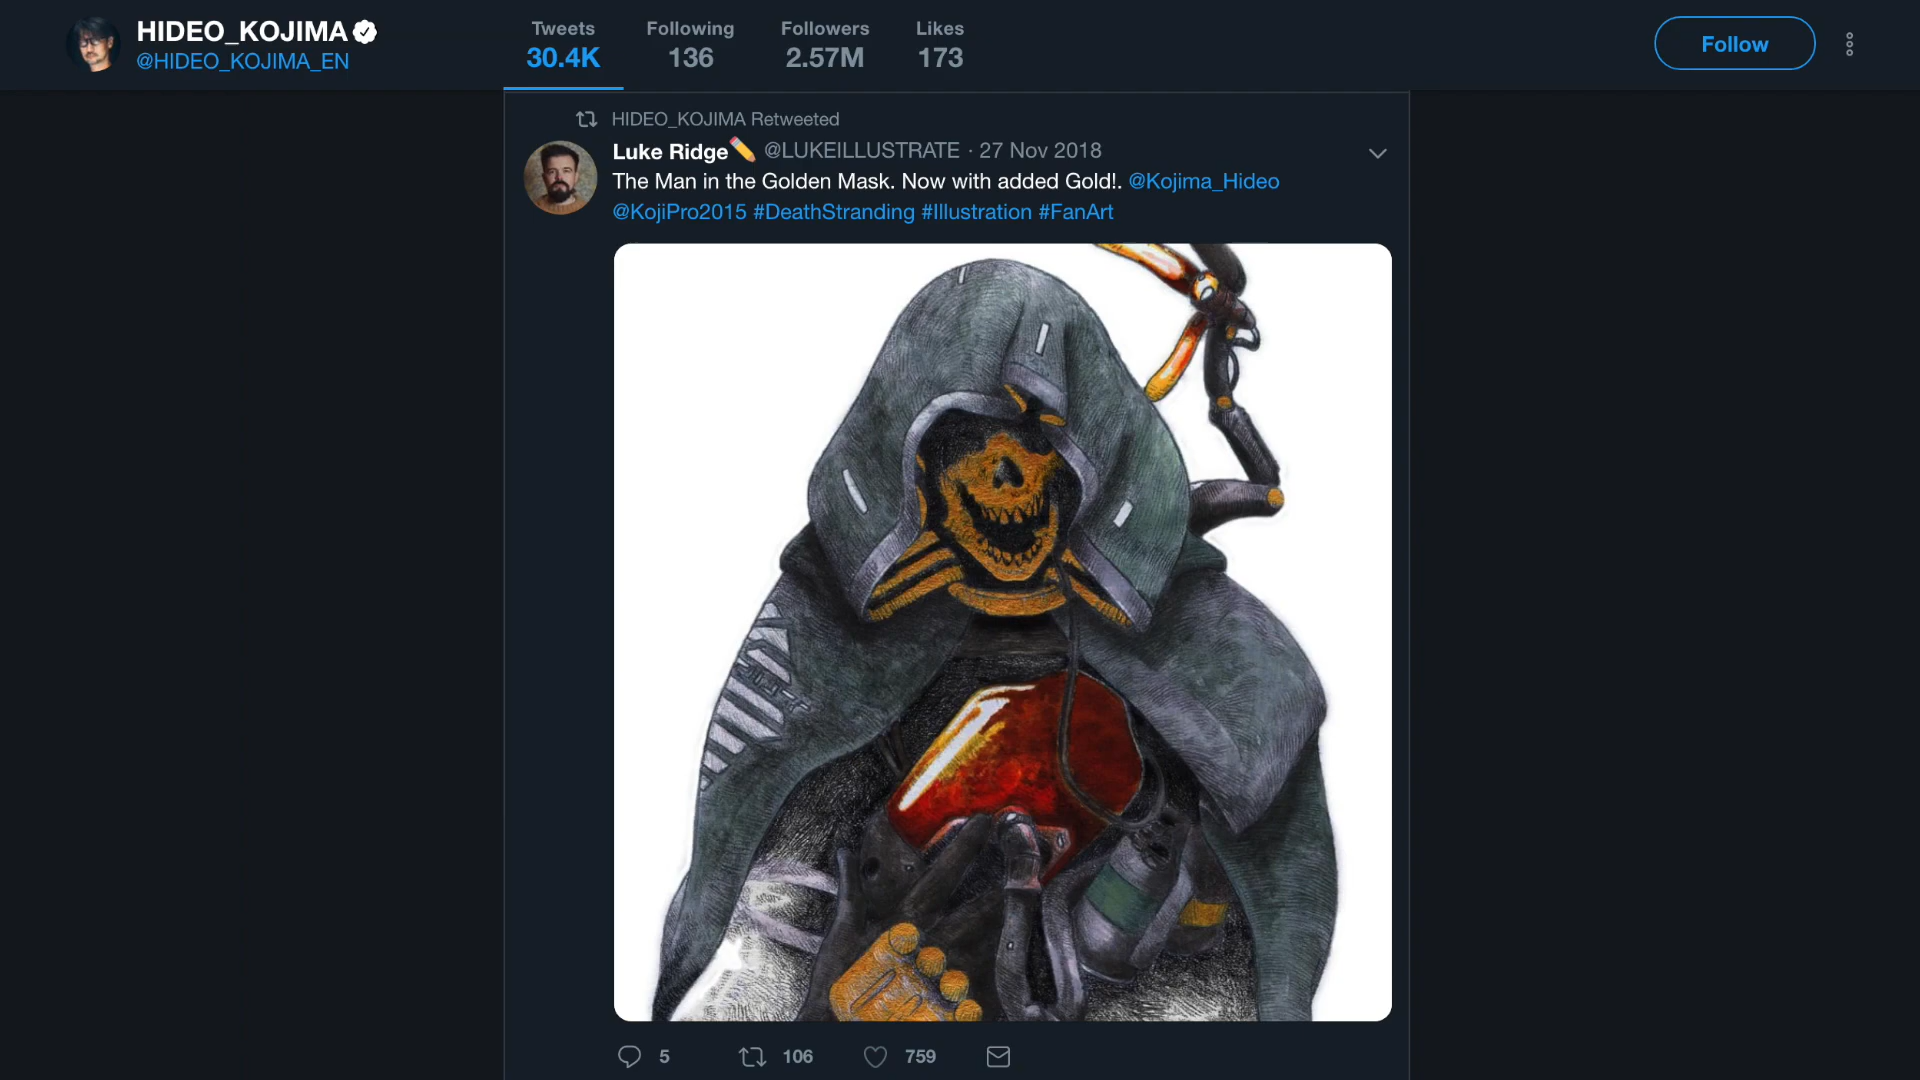 HIDEO_KOJIMA
@HIDEO_KOJIMA_EN
Tweets
30.4K
Following
136
Followers
2.57M
Likes
173
Follow
HIDEO_KOJIMA Retweeted
Luke Ridge✏️ @LUKEILLUSTRATE · 27 Nov 2018
The Man in the Golden Mask. Now with added Gold!. @Kojima_Hideo
@KojiPro2015 #DeathStranding #Illustration #FanArt
5
106
759